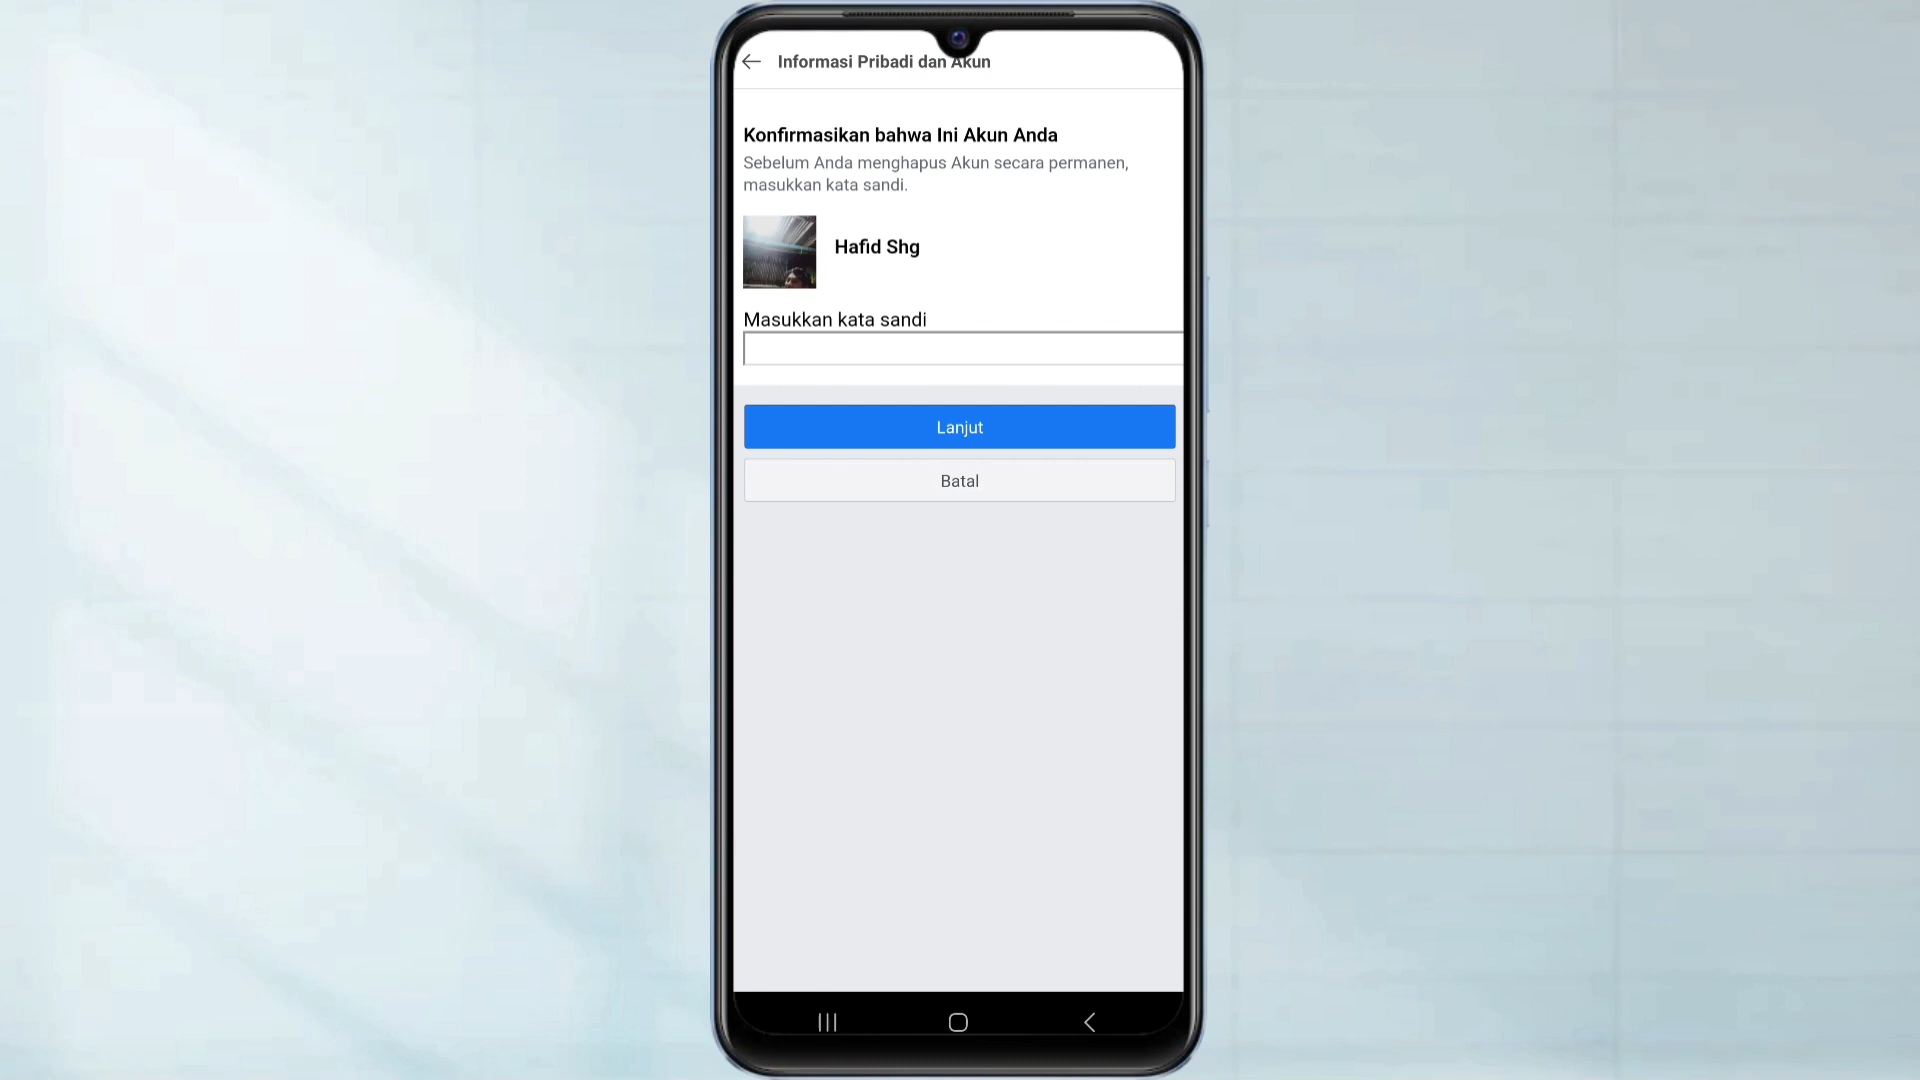 Informasi Pribadi dan Akun
Konfirmasikan bahwa Ini Akun Anda
Sebelum Anda menghapus Akun secara permanen,
masukkan kata sandi.
Hafid Shg
Masukkan kata sandi
Lanjut
Batal